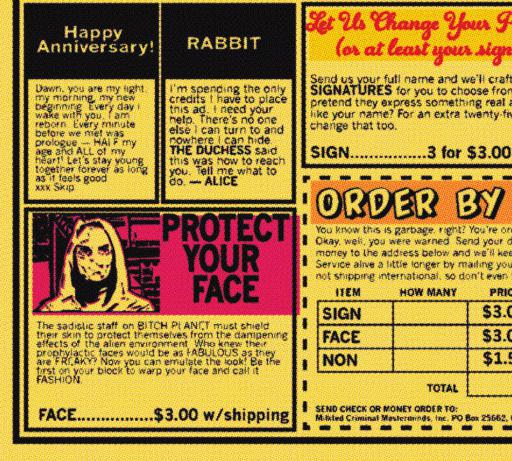 Happy
Anniversary!
Dawn, you are my light,
my morning, my new
beginning. Every day i
wake with you, I am
reborn. Every minute
before we met was
prologue — HALF my
age and ALL of my
heart! Let's stay young
together forever as long
as it feels good
xxx Skip
RABBIT
I'm spending the only
credits I have to place
this ad. I need your
help. There's no one
else I can turn to and
nowhere I can hide.
THE DUCHESS said
this was how to reach
you. Tell me what to
do. — ALICE
PROTECT
YOUR
FACE
The sadistic staff on BITCH PLANET must shield
their skin to protect themselves from the dampening
effects of the alien environment. Who knew their
prophylactic faces would be as FABULOUS as they
are FREAKY? Now you can emulate the look! Be the
first on your block to warp your face and call it
FASHION.
FACE..............$3.00 w/shipping
Let Us Change Your
(or at least your sign
Send us your full name and we'll craft
SIGNATURES for you to choose from
pretend they express something real a
like your name? For an extra twenty-fiv
change that too.
SIGN...............3 for $3.00
ORDER BY
You know this is garbage, right? You're or
Okay, well, you were warned. Send your d
money to the address below and we'll kee
Service alive a little longer by mailing you
not shipping international, so don't even
ITEM HOW MANY PRIC
SIGN $3.0
FACE $3.0
NON $1.5
TOTAL
SEND CHECK OR MONEY ORDER TO:
Milkfed Criminal Masterminds, Inc. PO Box 25662,